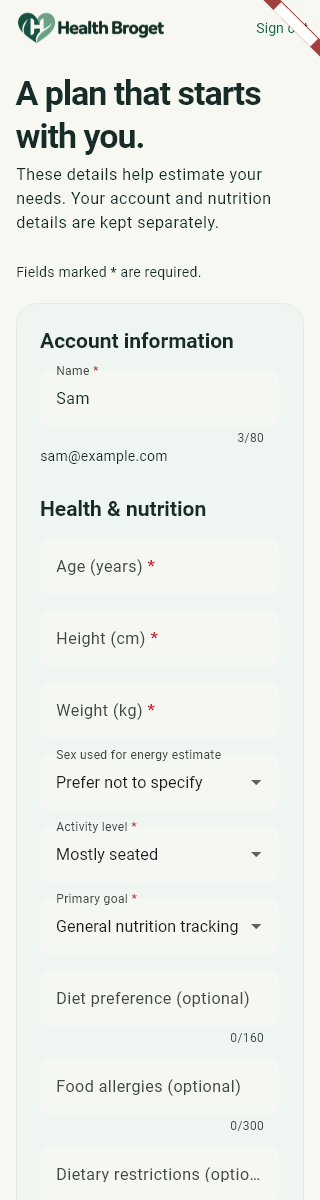 Health Broget
Sign out
A plan that starts
with you.
These details help estimate your
needs. Your account and nutrition
details are kept separately.
Fields marked * are required.
Account information
Name *
Sam
3/80
sam@example.com
Health & nutrition
Age (years) *
Height (cm) *
Weight (kg) *
Sex used for energy estimate
Prefer not to specify
Activity level *
Mostly seated
Primary goal *
General nutrition tracking
Diet preference (optional)
0/160
Food allergies (optional)
0/300
Dietary restrictions (optio...